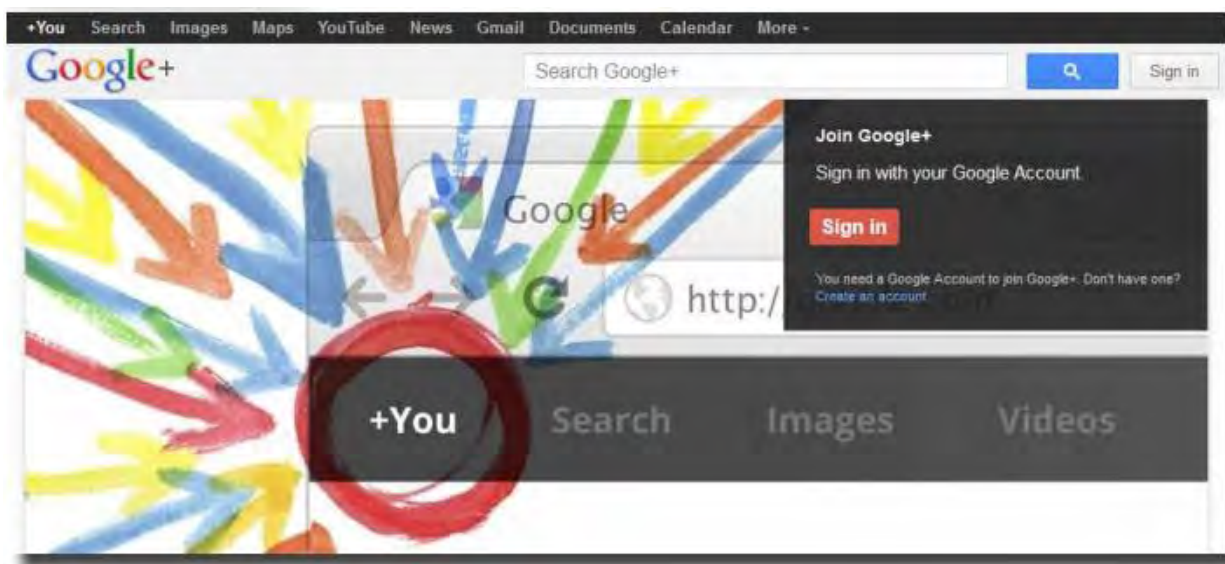 +You Search Images Maps YouTube News Gmail Documents Calendar More
Google+ Search Google+ Sign in
Join Google+
Sign in with your Google Account.
Google
Sign in
http:/
You need a Google Account to join Google+. Don't have one?
Create an account
+You Search Images Videos